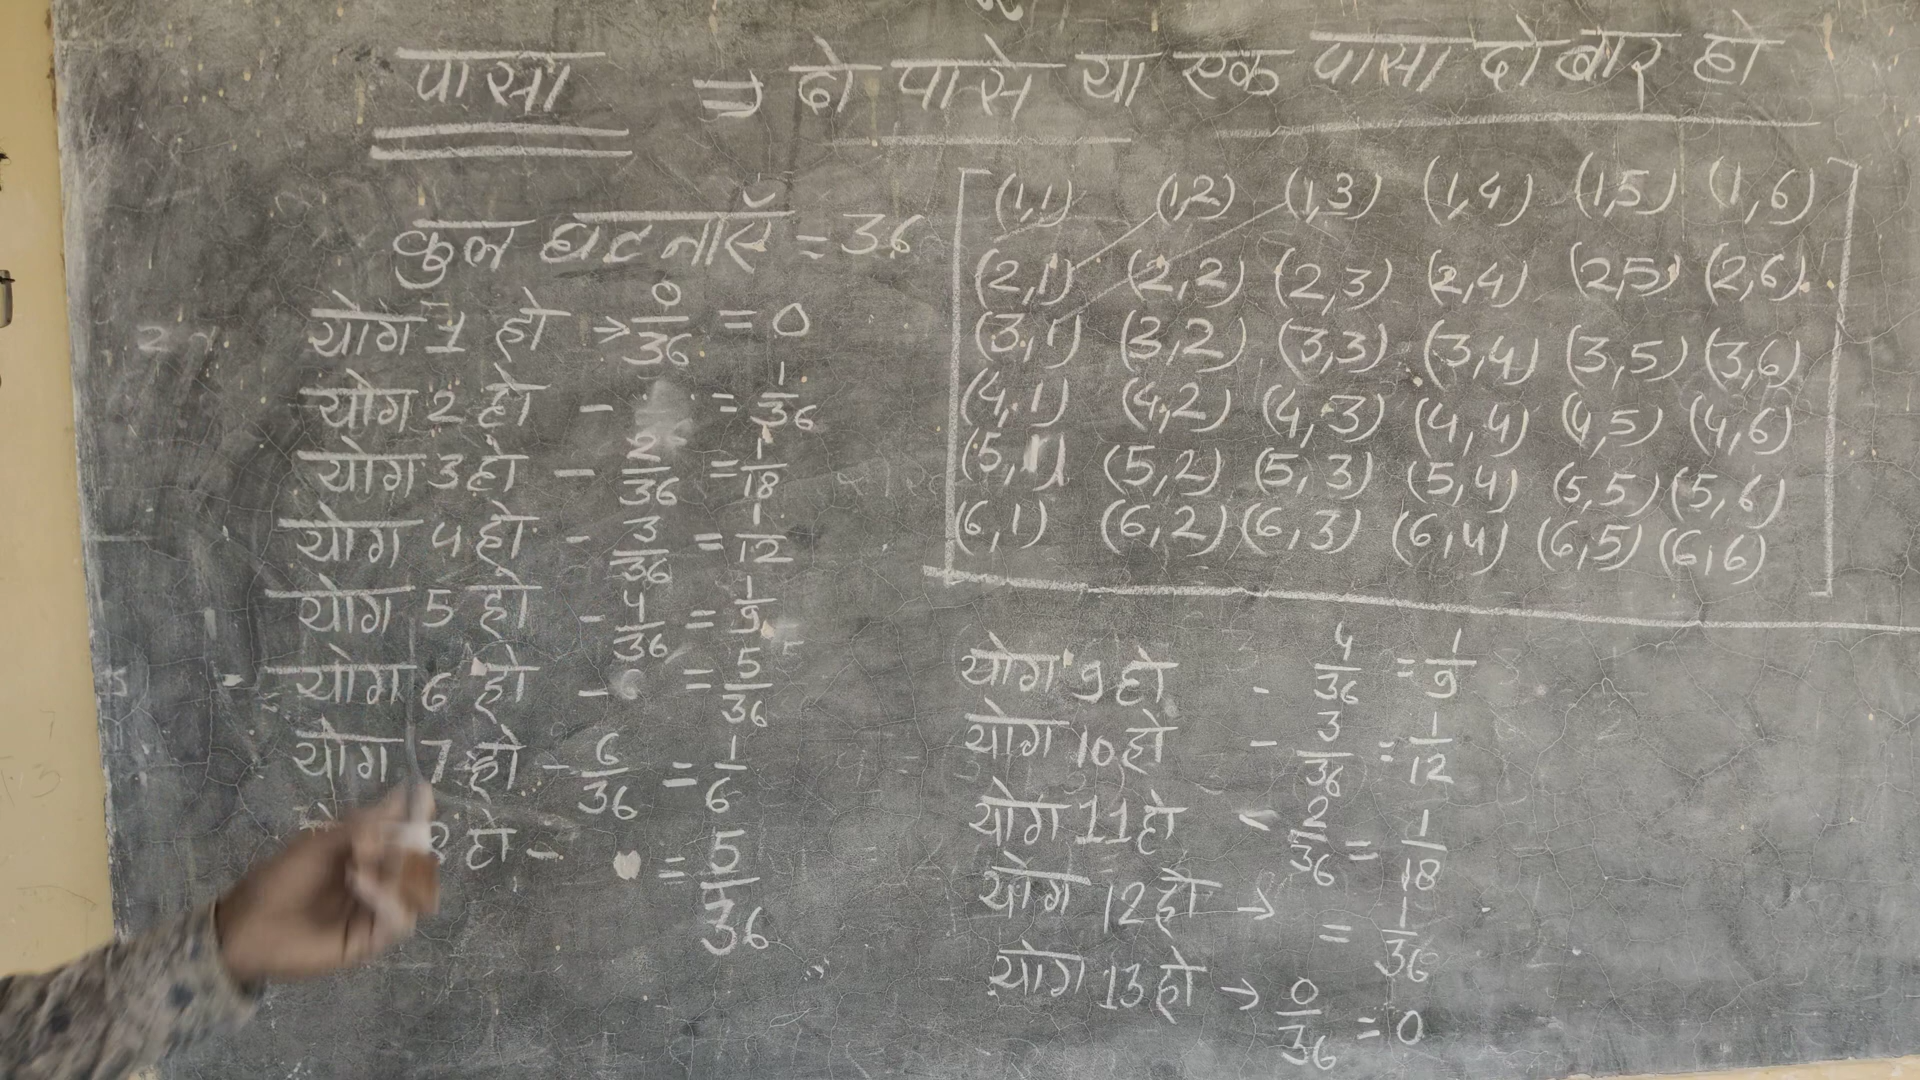 पासा ⇒ दो पासे या एक पासा दो बार हो
कुल घटनाएँ = 36
योग 1 हो → 0/36 = 0
योग 2 हो - = 1/36
योग 3 हो - 2/36 = 1/18
योग 4 हो - 3/36 = 1/12
योग 5 हो - 4/36 = 1/9
योग 6 हो - = 5/36
योग 7 हो - 6/36 = 1/6
हो - = 5/36
(1,1) (1,2) (1,3) (1,4) (1,5) (1,6)
(2,1) (2,2) (2,3) (2,4) (2,5) (2,6)
(3,1) (3,2) (3,3) (3,4) (3,5) (3,6)
(4,1) (4,2) (4,3) (4,4) (4,5) (4,6)
(5,1) (5,2) (5,3) (5,4) (5,5) (5,6)
(6,1) (6,2) (6,3) (6,4) (6,5) (6,6)
योग 9 हो - 4/36 = 1/9
योग 10 हो - 3/36 = 1/12
योग 11 हो - 2/36 = 1/18
योग 12 हो → = 1/36
योग 13 हो → 0/36 = 0